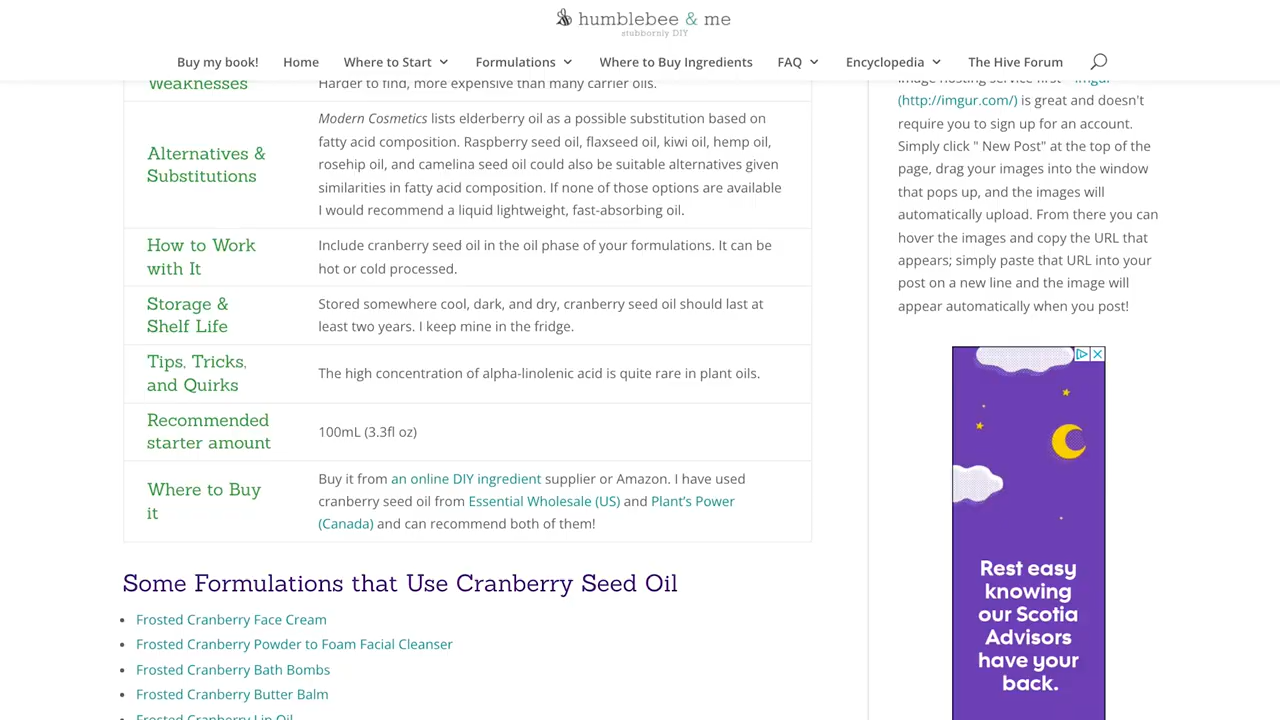 humblebee & me
stubbornly DIY
Buy my book!
Home
Where to Start
Formulations
Where to Buy Ingredients
FAQ
Encyclopedia
The Hive Forum
Weaknesses
Harder to find, more expensive than many carrier oils.
Alternatives &
Substitutions
Modern Cosmetics lists elderberry oil as a possible substitution based on
fatty acid composition. Raspberry seed oil, flaxseed oil, kiwi oil, hemp oil,
rosehip oil, and camelina seed oil could also be suitable alternatives given
similarities in fatty acid composition. If none of those options are available
I would recommend a liquid lightweight, fast-absorbing oil.
How to Work
with It
Include cranberry seed oil in the oil phase of your formulations. It can be
hot or cold processed.
Storage &
Shelf Life
Stored somewhere cool, dark, and dry, cranberry seed oil should last at
least two years. I keep mine in the fridge.
Tips, Tricks,
and Quirks
The high concentration of alpha-linolenic acid is quite rare in plant oils.
Recommended
starter amount
100mL (3.3fl oz)
Where to Buy
it
Buy it from an online DIY ingredient supplier or Amazon. I have used
cranberry seed oil from Essential Wholesale (US) and Plant's Power
(Canada) and can recommend both of them!
Some Formulations that Use Cranberry Seed Oil
• Frosted Cranberry Face Cream
• Frosted Cranberry Powder to Foam Facial Cleanser
• Frosted Cranberry Bath Bombs
• Frosted Cranberry Butter Balm
• Frosted Cranberry Lip Oil
image hosting service first - imgur
(http://imgur.com/) is great and doesn't
require you to sign up for an account.
Simply click " New Post" at the top of the
page, drag your images into the window
that pops up, and the images will
automatically upload. From there you can
hover the images and copy the URL that
appears; simply paste that URL into your
post on a new line and the image will
appear automatically when you post!
Rest easy
knowing
our Scotia
Advisors
have your
back.